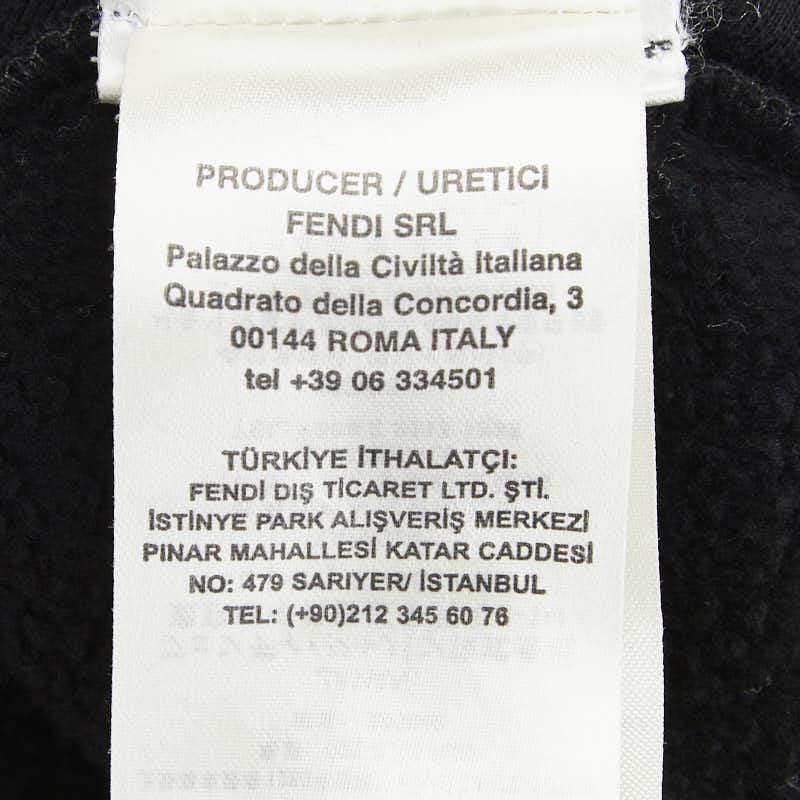 PRODUCER / URETICI
FENDI SRL
Palazzo della Civiltà Italiana
Quadrato della Concordia, 3
00144 ROMA ITALY
tel +39 06 334501
TÜRKİYE İTHALATÇI:
FENDİ DIŞ TİCARET LTD. ŞTİ.
İSTİNYE PARK ALIŞVERİŞ MERKEZİ
PINAR MAHALLESİ KATAR CADDESİ
NO: 479 SARIYER/ İSTANBUL
TEL: (+90)212 345 60 76